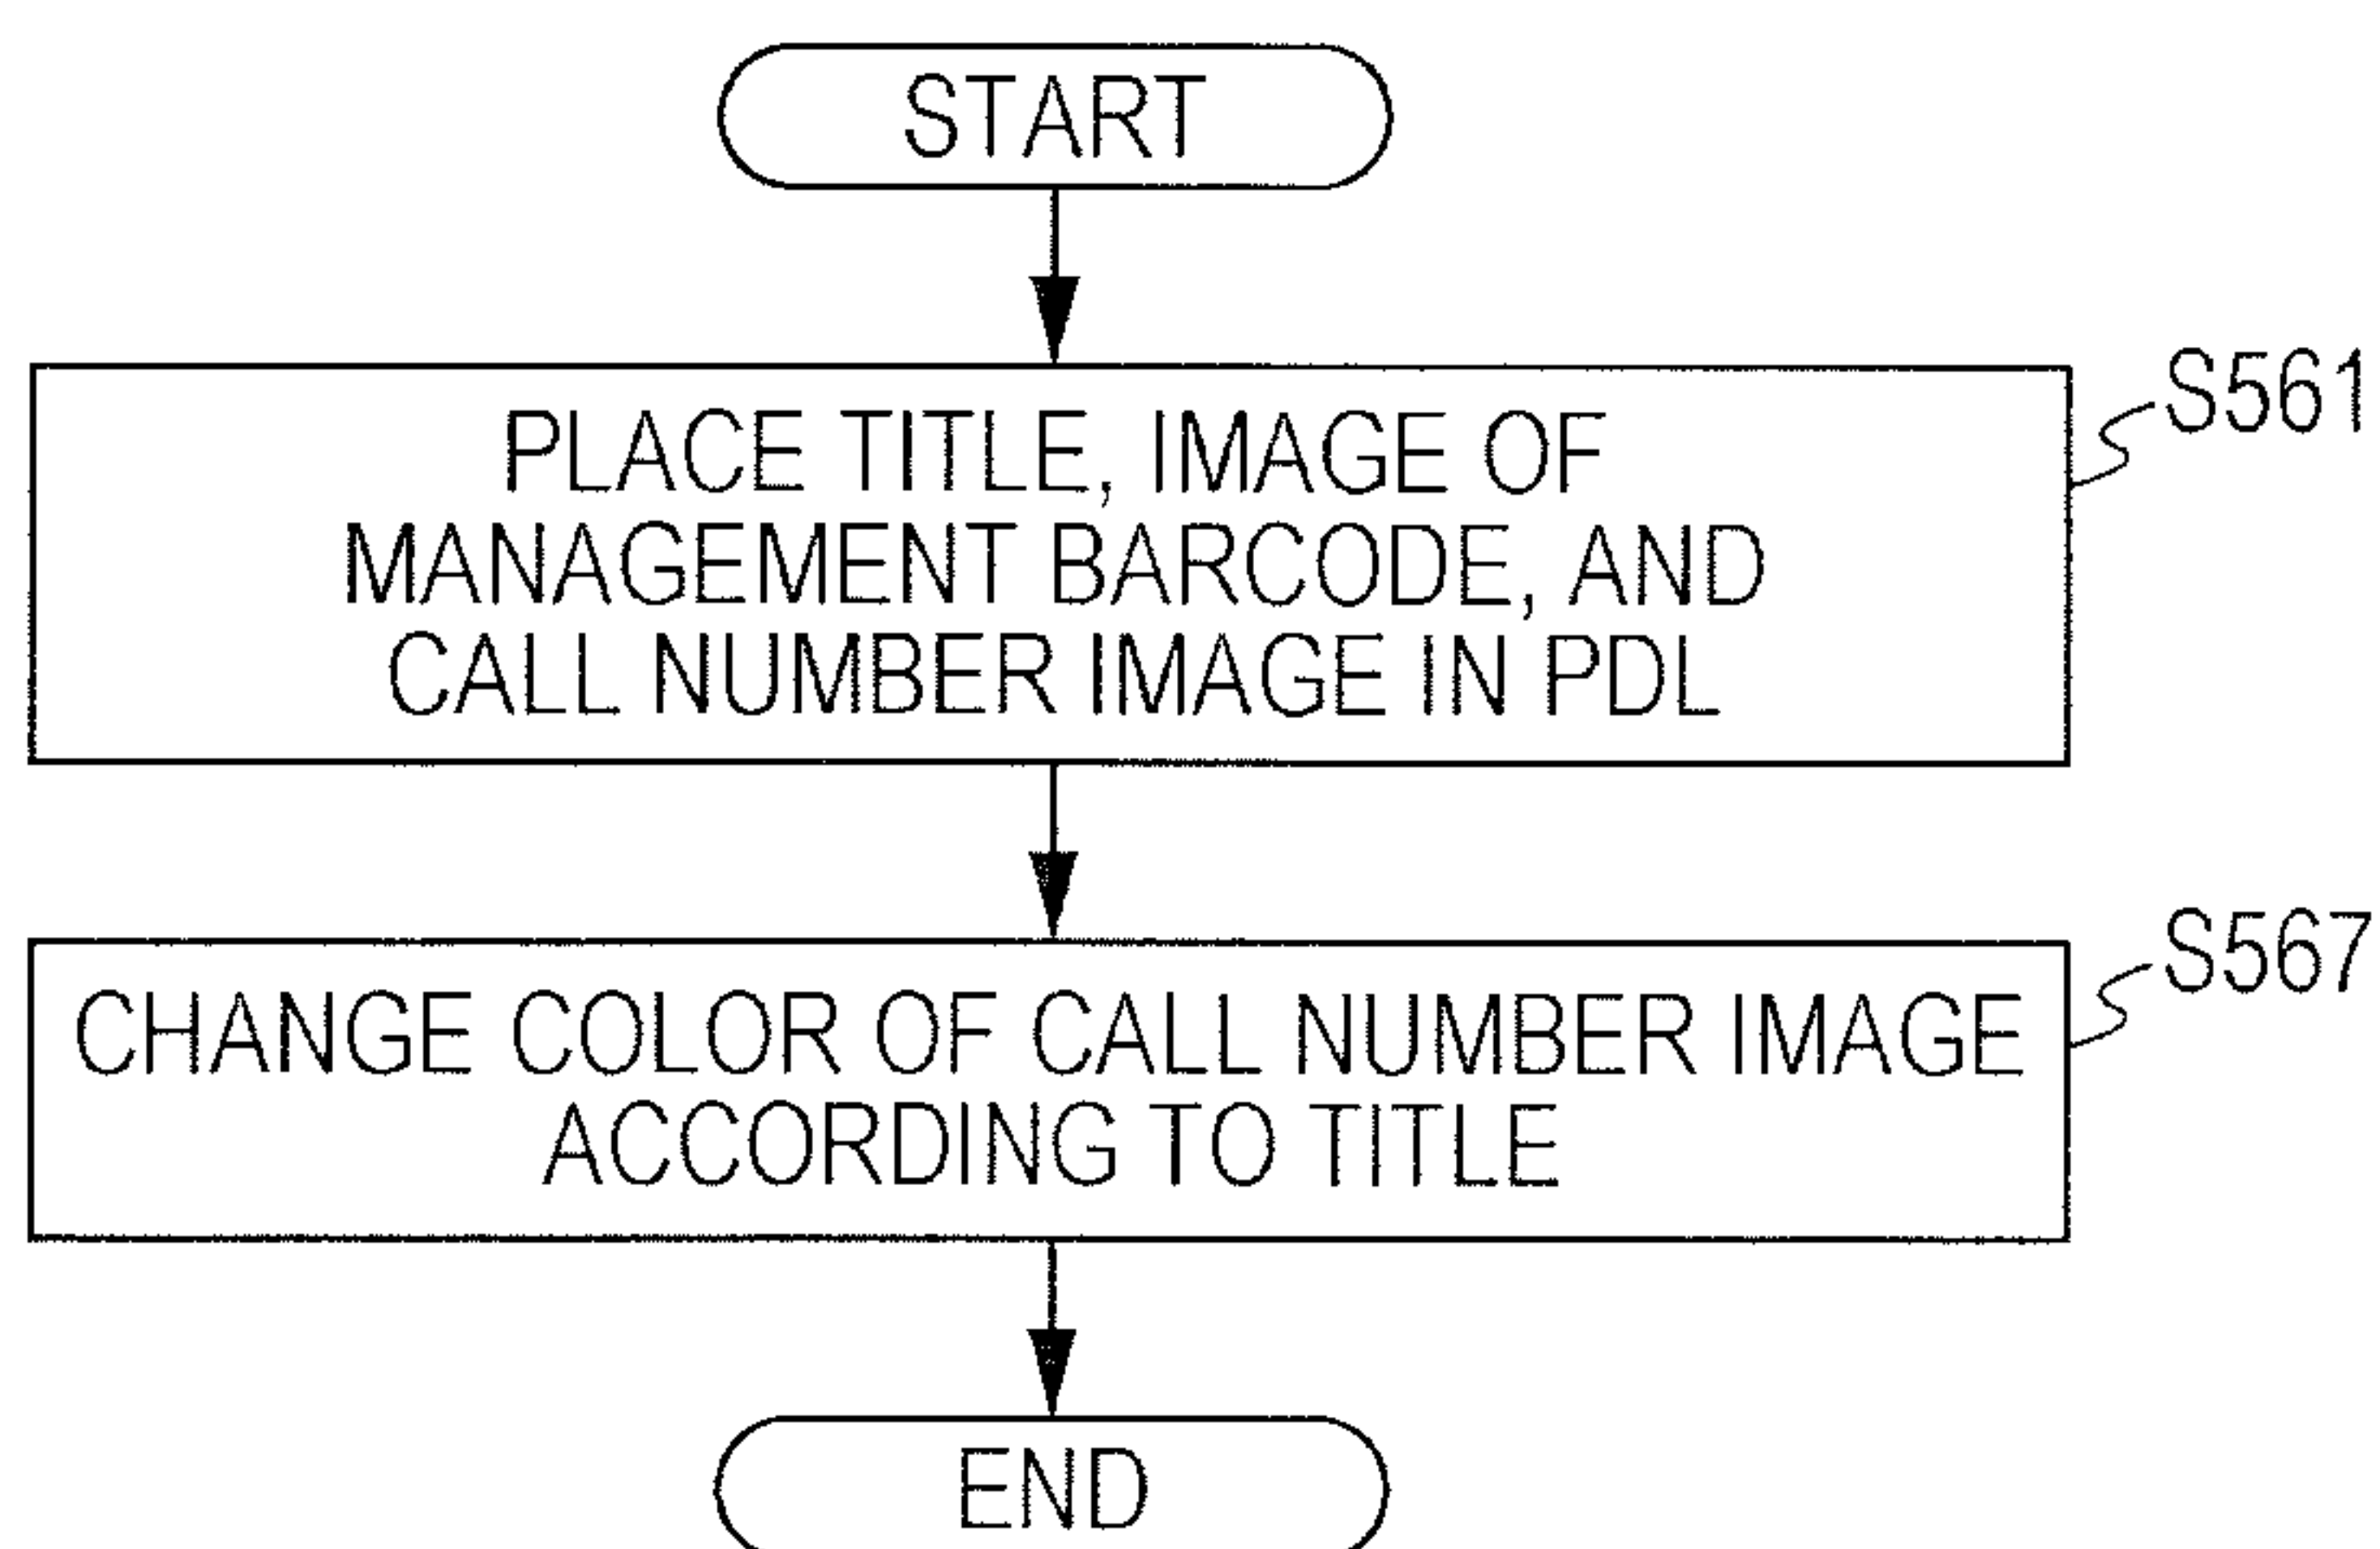 START
S561
PLACE TITLE, IMAGE OF
MANAGEMENT BARCODE, AND
CALL NUMBER IMAGE IN PDL
S567
CHANGE COLOR OF CALL NUMBER IMAGE
ACCORDING TO TITLE
END